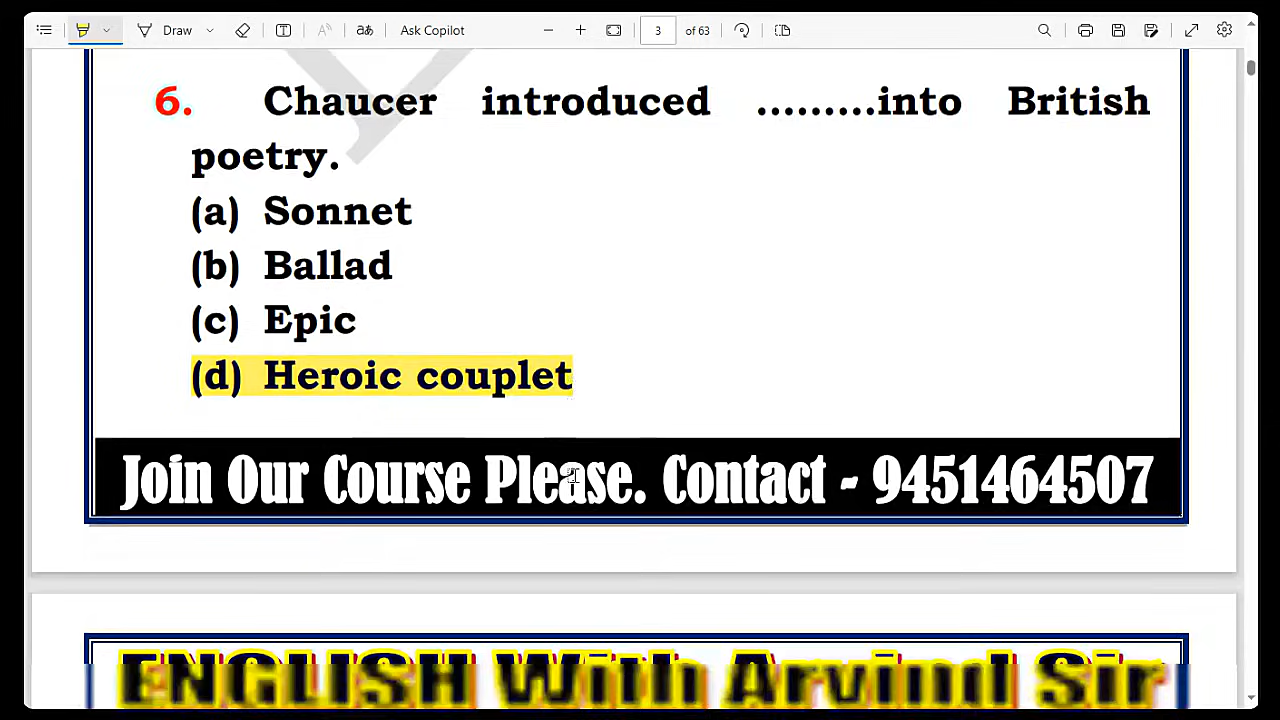 Draw
Ask Copilot
3 of 63
6. Chaucer introduced .........into British
poetry.
(a) Sonnet
(b) Ballad
(c) Epic
(d) Heroic couplet
Join Our Course Please. Contact - 9451464507
ENGLISH With Arvind Sir